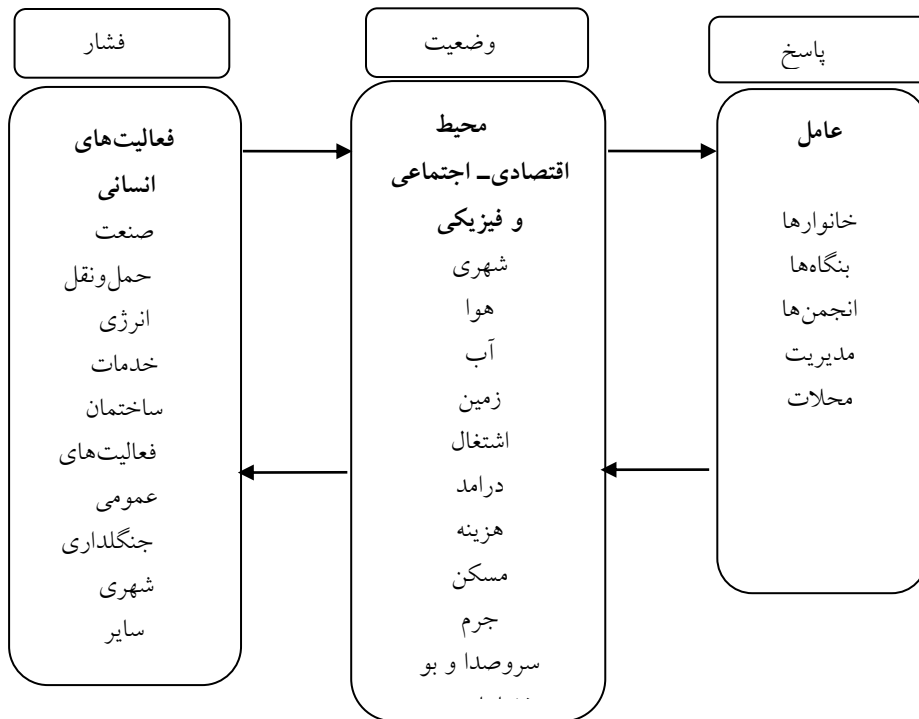 فشار
فعالیت‌های
انسانی
صنعت
حمل‌ونقل
انرژی
خدمات
ساختمان
فعالیت‌های
عمومی
جنگلداری
شهری
سایر
وضعیت
محیط
اقتصادی ـ اجتماعی
و فیزیکی
شهری
هوا
آب
زمین
اشتغال
درامد
هزینه
مسکن
جرم
سروصدا و بو
پاسخ
عامل
خانوارها
بنگاه‌ها
انجمن‌ها
مدیریت
محلات